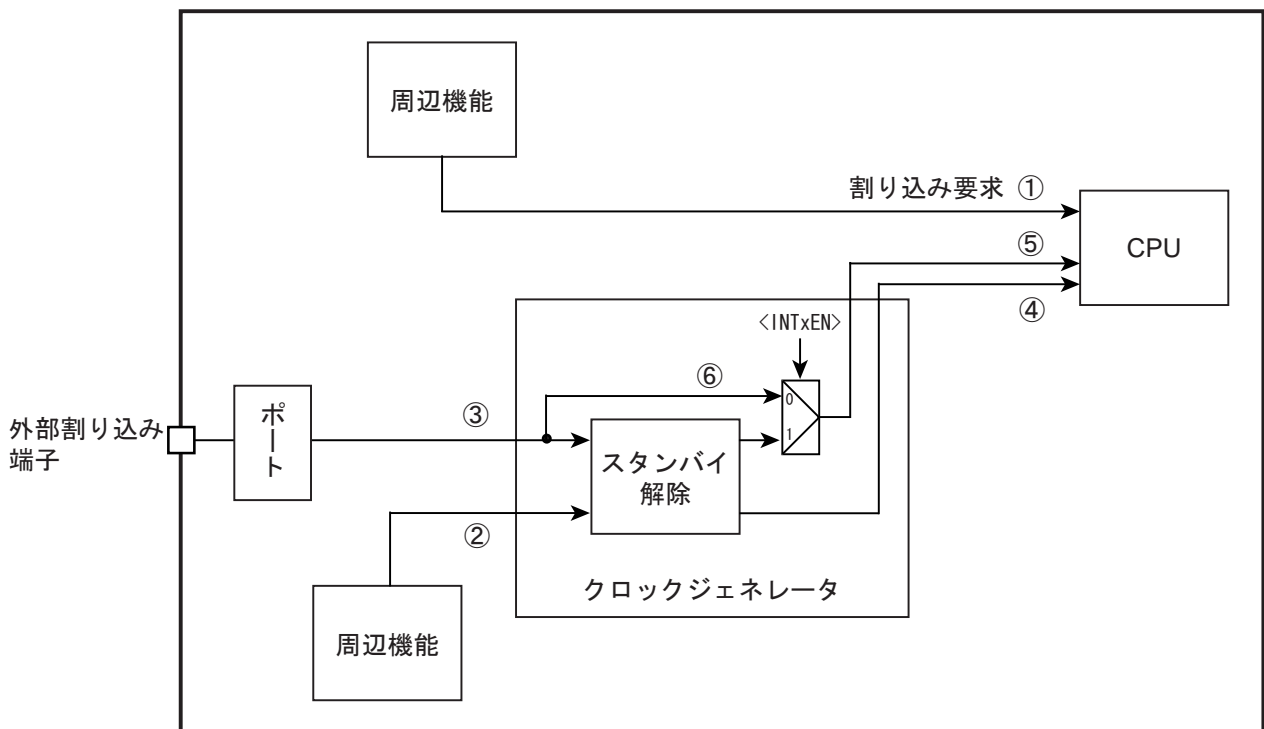 周辺機能
割り込み要求 ①
CPU
⑤
④
<INTxEN>
⑥
0
1
外部割り込み
端子
ポート
③
スタンバイ
解除
②
クロックジェネレータ
周辺機能